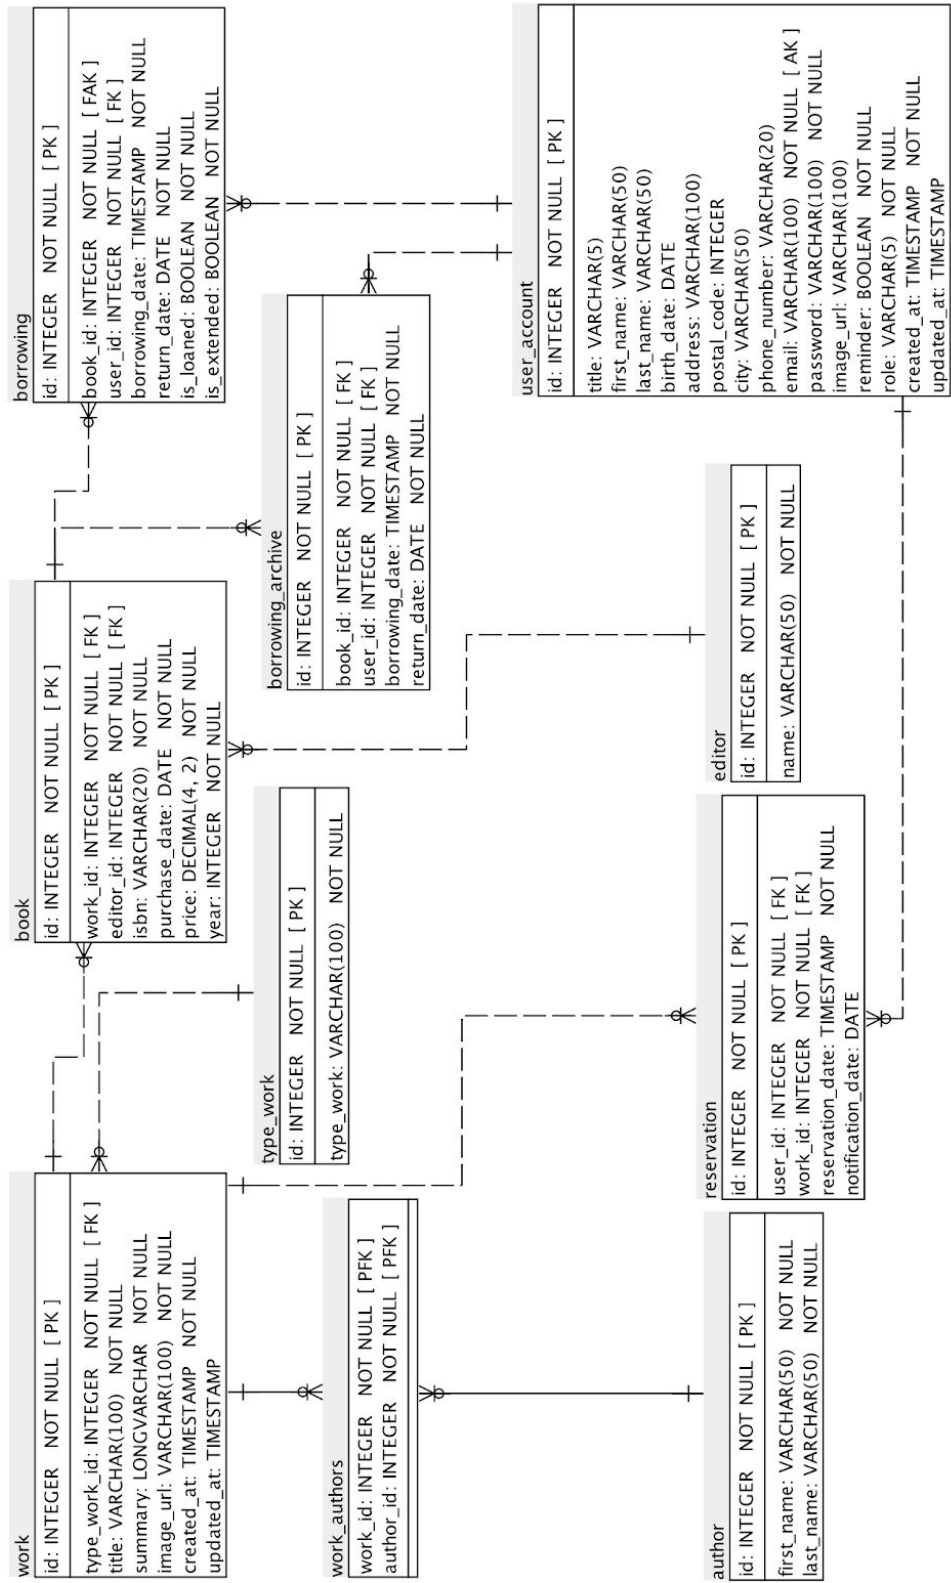 work
id: INTEGER NOT NULL [ PK ]
type_work_id: INTEGER NOT NULL [ FK ]
title: VARCHAR(100) NOT NULL
summary: LONGVARCHAR NOT NULL
image_url: VARCHAR(100) NOT NULL
created_at: TIMESTAMP NOT NULL
updated_at: TIMESTAMP
book
id: INTEGER NOT NULL [ PK ]
work_id: INTEGER NOT NULL [ FK ]
editor_id: INTEGER NOT NULL [ FK ]
isbn: VARCHAR(20) NOT NULL
purchase_date: DATE NOT NULL
price: DECIMAL(4, 2) NOT NULL
year: INTEGER NOT NULL
borrowing
id: INTEGER NOT NULL [ PK ]
book_id: INTEGER NOT NULL [ FAK ]
user_id: INTEGER NOT NULL [ FK ]
borrowing_date: TIMESTAMP NOT NULL
return_date: DATE NOT NULL
is_loaned: BOOLEAN NOT NULL
is_extended: BOOLEAN NOT NULL
type_work
id: INTEGER NOT NULL [ PK ]
type_work: VARCHAR(100) NOT NULL
borrowing_archive
id: INTEGER NOT NULL [ PK ]
book_id: INTEGER NOT NULL [ FK ]
user_id: INTEGER NOT NULL [ FK ]
borrowing_date: TIMESTAMP NOT NULL
return_date: DATE NOT NULL
work_authors
work_id: INTEGER NOT NULL [ PFK ]
author_id: INTEGER NOT NULL [ PFK ]
user_account
id: INTEGER NOT NULL [ PK ]
title: VARCHAR(5)
first_name: VARCHAR(50)
last_name: VARCHAR(50)
birth_date: DATE
address: VARCHAR(100)
postal_code: INTEGER
city: VARCHAR(50)
phone_number: VARCHAR(20)
email: VARCHAR(100) NOT NULL [ AK ]
password: VARCHAR(100) NOT NULL
image_url: VARCHAR(100)
reminder: BOOLEAN NOT NULL
role: VARCHAR(5) NOT NULL
created_at: TIMESTAMP NOT NULL
updated_at: TIMESTAMP
author
id: INTEGER NOT NULL [ PK ]
first_name: VARCHAR(50) NOT NULL
last_name: VARCHAR(50) NOT NULL
reservation
id: INTEGER NOT NULL [ PK ]
user_id: INTEGER NOT NULL [ FK ]
work_id: INTEGER NOT NULL [ FK ]
reservation_date: TIMESTAMP NOT NULL
notification_date: DATE
editor
id: INTEGER NOT NULL [ PK ]
name: VARCHAR(50) NOT NULL